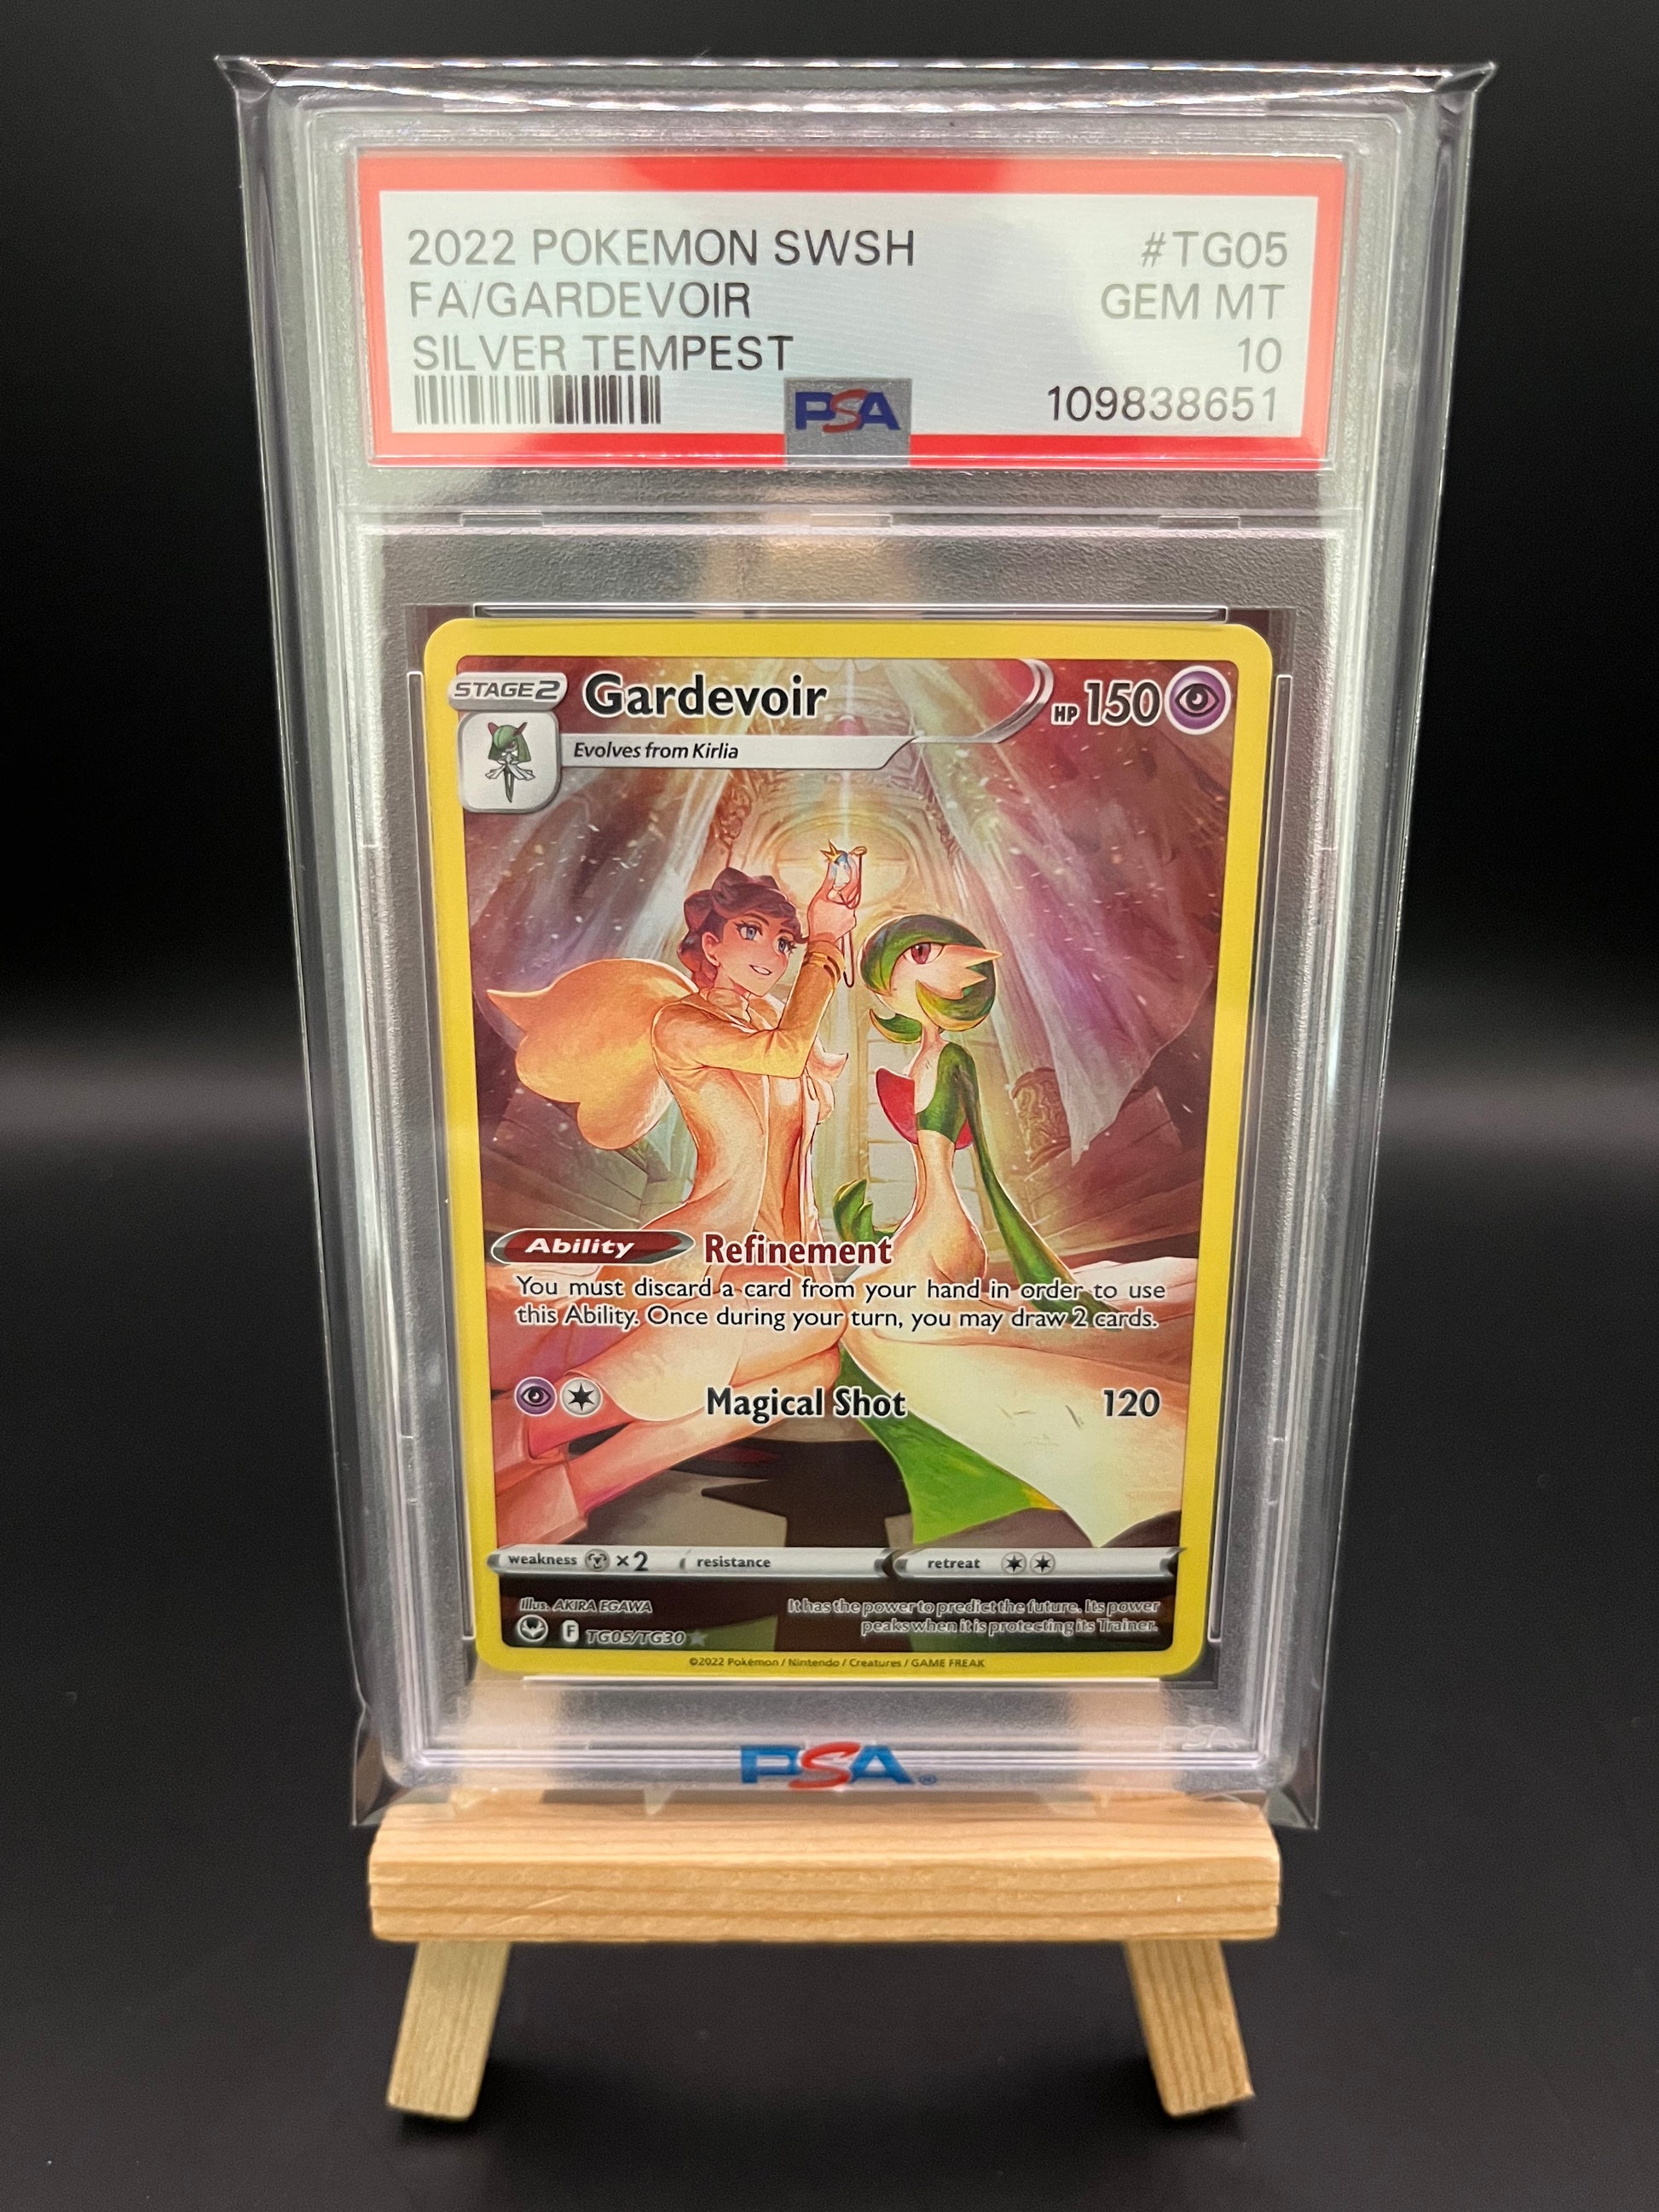 2022 POKEMON SWSH #TG05
FA/GARDEVOIR GEM MT
SILVER TEMPEST 10
PSA 109838651
STAGE 2 Gardevoir HP 150
Evolves from Kirlia
Ability Refinement
You must discard a card from your hand in order to use
this Ability. Once during your turn, you may draw 2 cards.
Magical Shot 120
weakness ×2 resistance retreat
Illus. AKIRA EGAWA
It has the power to predict the future. Its power
peaks when it is protecting its Trainer.
F TG05/TG30
©2022 Pokémon / Nintendo / Creatures / GAME FREAK
PSA
PSA®